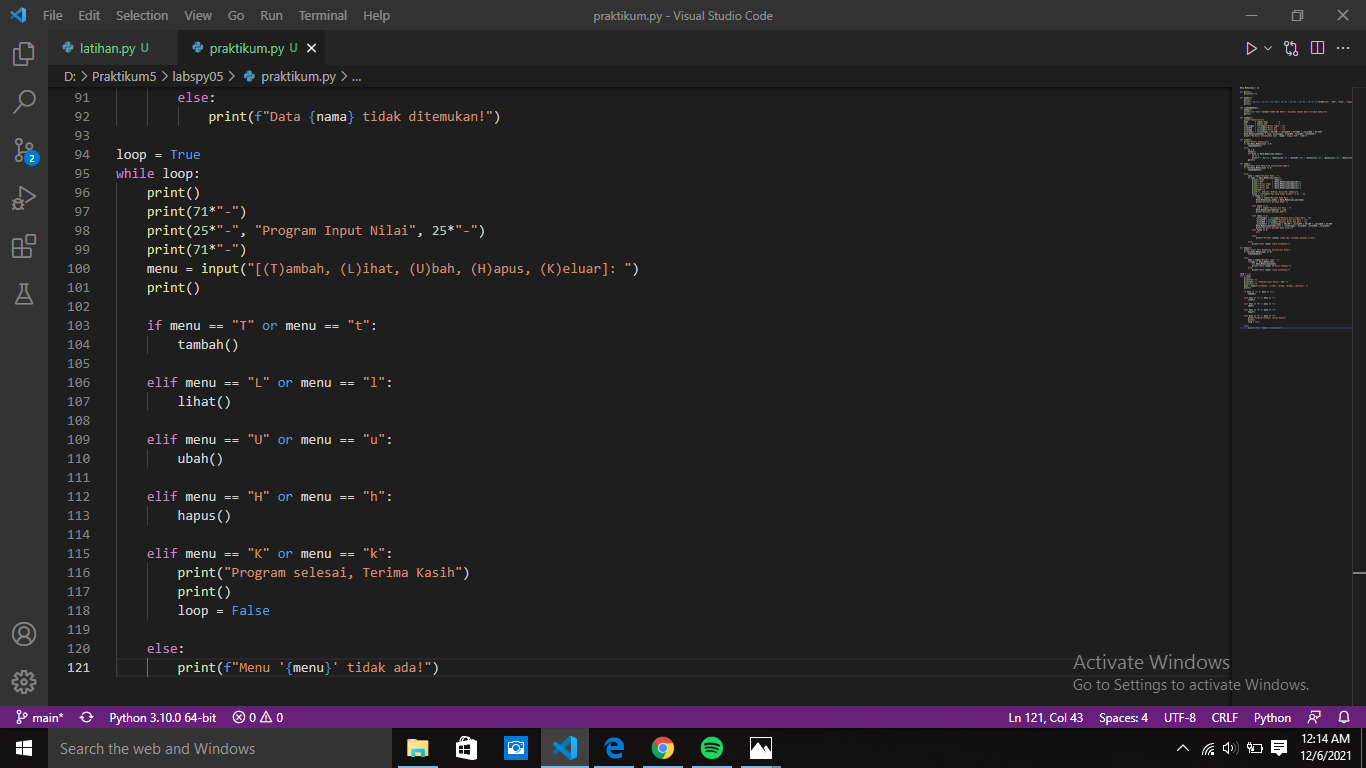 File Edit Selection View Go Run Terminal Help praktikum.py - Visual Studio Code
latihan.py U praktikum.py U
D: > Praktikum5 > labspy05 > praktikum.py > ...
91 else:
92 print(f"Data {nama} tidak ditemukan!")
93
94 loop = True
95 while loop:
96 print()
97 print(71*"-")
98 print(25*"-", "Program Input Nilai", 25*"-")
99 print(71*"-")
100 menu = input("[(T)ambah, (L)ihat, (U)bah, (H)apus, (K)eluar]: ")
101 print()
102
103 if menu == "T" or menu == "t":
104 tambah()
105
106 elif menu == "L" or menu == "l":
107 lihat()
108
109 elif menu == "U" or menu == "u":
110 ubah()
111
112 elif menu == "H" or menu == "h":
113 hapus()
114
115 elif menu == "K" or menu == "k":
116 print("Program selesai, Terima Kasih")
117 print()
118 loop = False
119
120 else:
121 print(f"Menu '{menu}' tidak ada!")
2
Activate Windows
Go to Settings to activate Windows.
main* Python 3.10.0 64-bit 0 0 Ln 121, Col 43 Spaces: 4 UTF-8 CRLF Python
Search the web and Windows
12:14 AM
12/6/2021